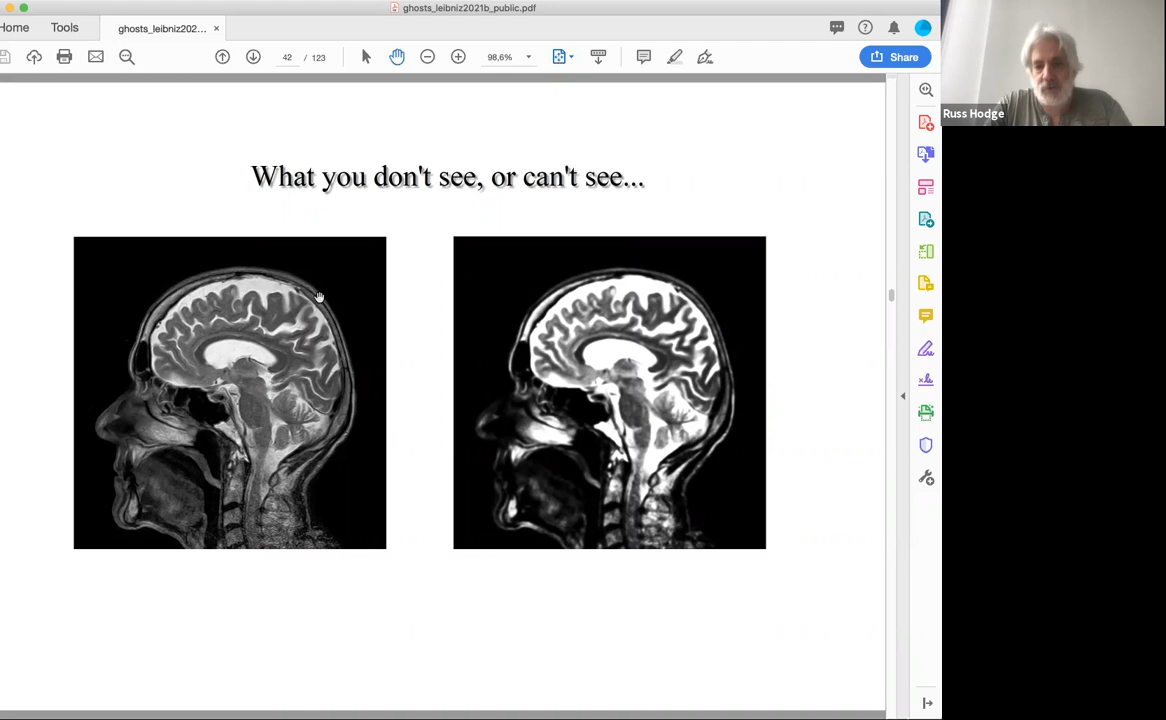 ghosts_leibniz2021b_public.pdf
Home
Tools
ghosts_leibniz202...
×
42 / 123
98,6%
Share
Russ Hodge
What you don't see, or can't see...